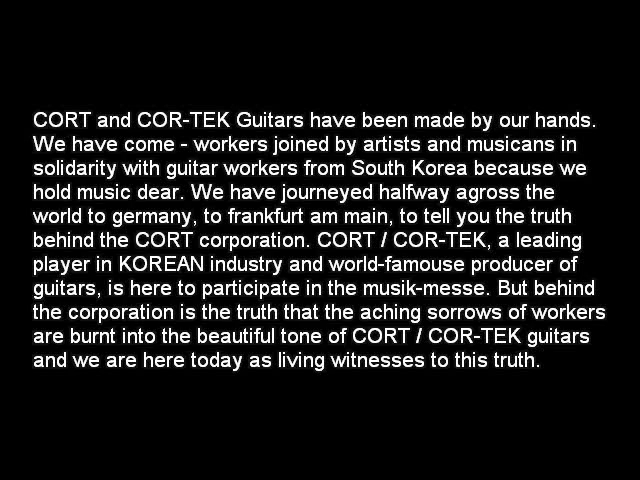 CORT and COR-TEK Guitars have been made by our hands.
We have come - workers joined by artists and musicans in
solidarity with guitar workers from South Korea because we
hold music dear. We have journeyed halfway agross the
world to germany, to frankfurt am main, to tell you the truth
behind the CORT corporation. CORT / COR-TEK, a leading
player in KOREAN industry and world-famouse producer of
guitars, is here to participate in the musik-messe. But behind
the corporation is the truth that the aching sorrows of workers
are burnt into the beautiful tone of CORT / COR-TEK guitars
and we are here today as living witnesses to this truth.